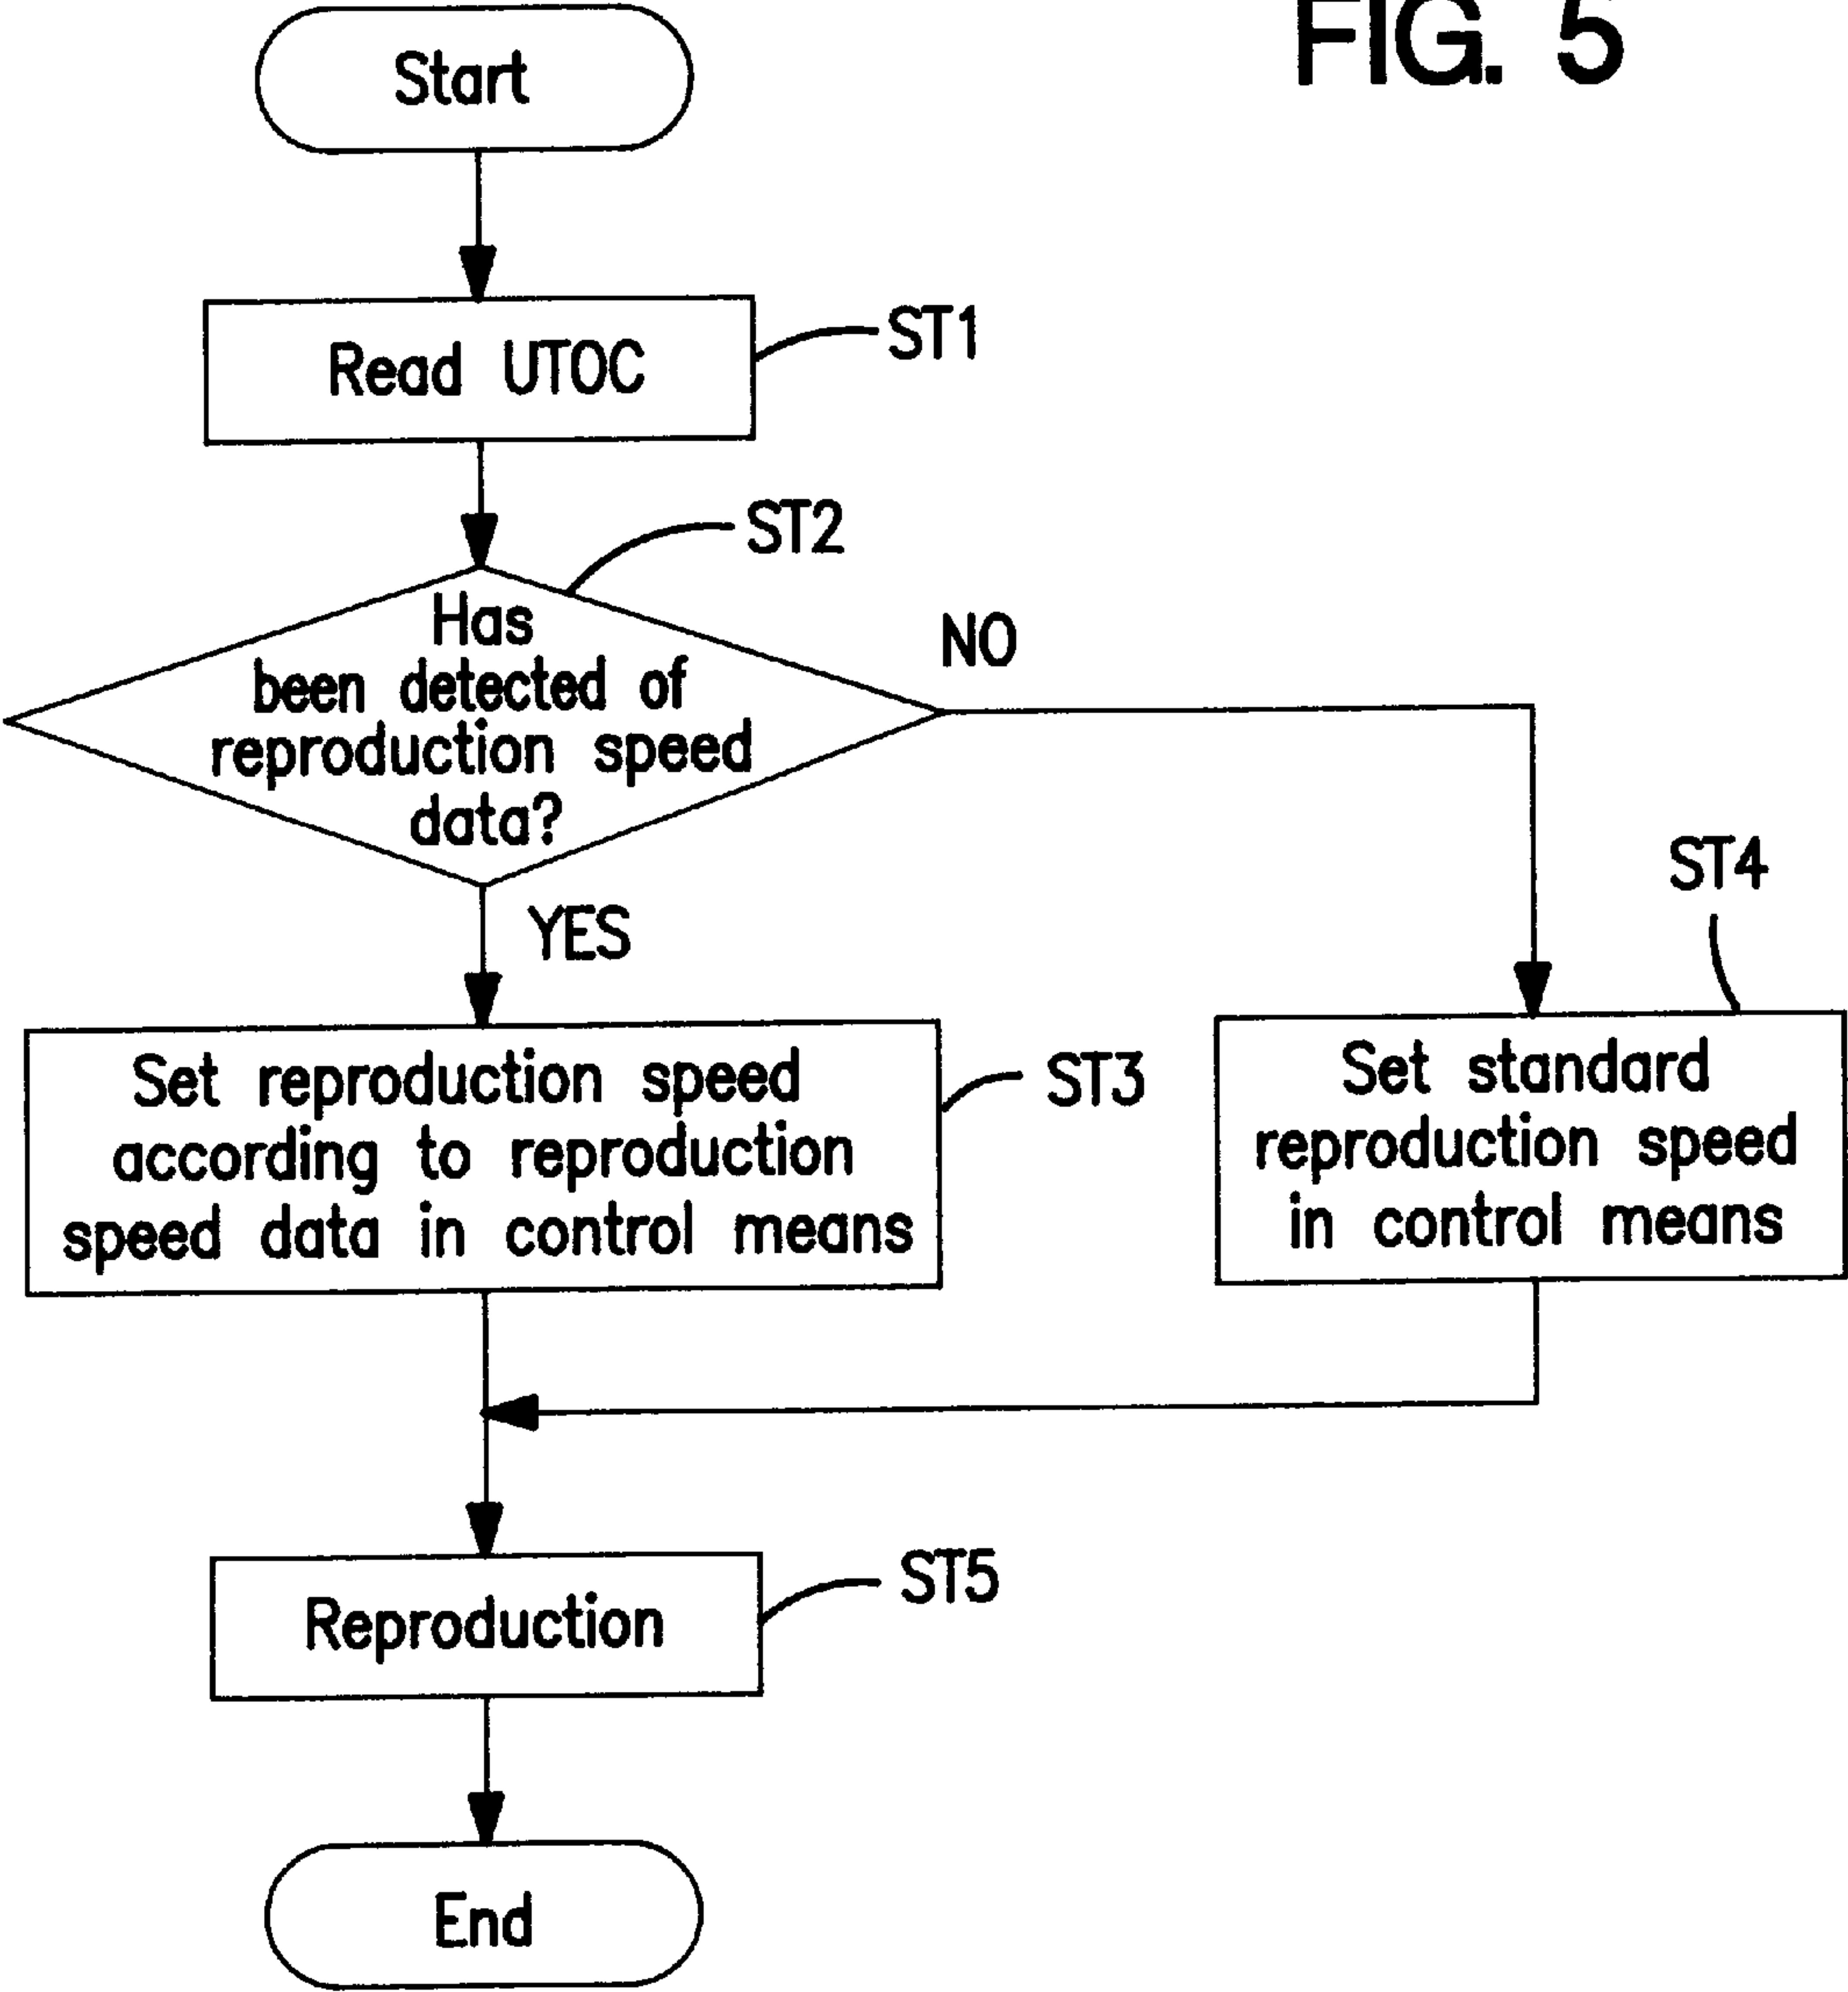 FIG. 5
Start
Read UTOC
ST1
ST2
Has
been detected of
reproduction speed
data?
NO
YES
Set reproduction speed
according to reproduction
speed data in control means
ST3
ST4
Set standard
reproduction speed
in control means
Reproduction
ST5
End